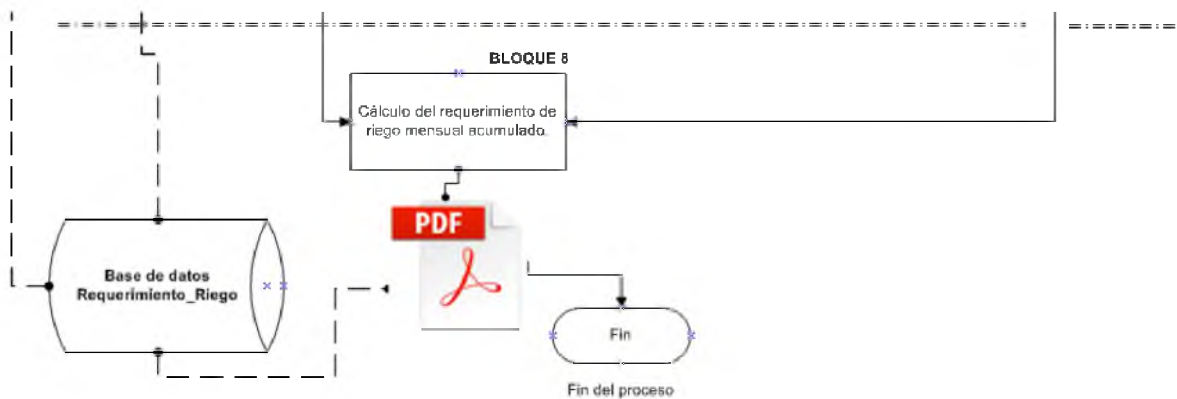 BLOQUE 8
Cálculo del requerimiento de
riego mensual acumulado.
PDF
Base de datos
Requerimiento_Riego
Fin
Fin del proceso